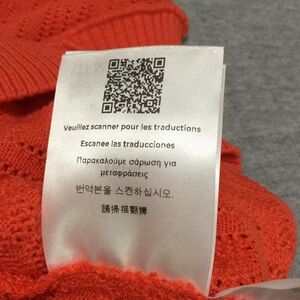 Veuillez scanner pour les traductions
Escanee las traducciones
Παρακαλούμε σάρωση για
μεταφράσεις
번역본을 스캔하십시오.
請掃描翻譯